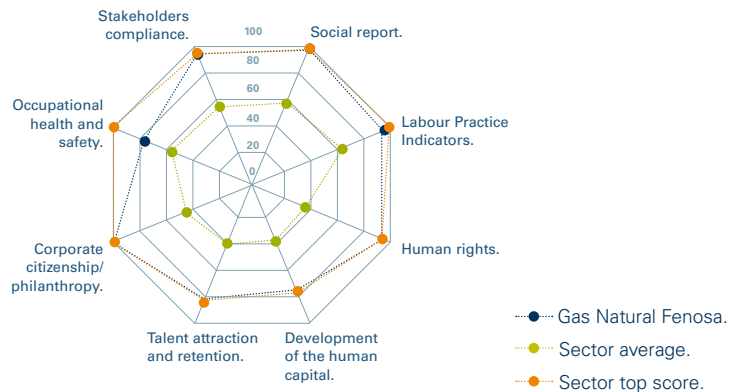 Stakeholders
compliance.
100
Social report.
80
60
Occupational
health and
safety.
40
Labour Practice
Indicators.
20
0
Corporate
citizenship/
philanthropy.
Human rights.
Talent attraction
and retention.
Development
of the human
capital.
Gas Natural Fenosa.
Sector average.
Sector top score.